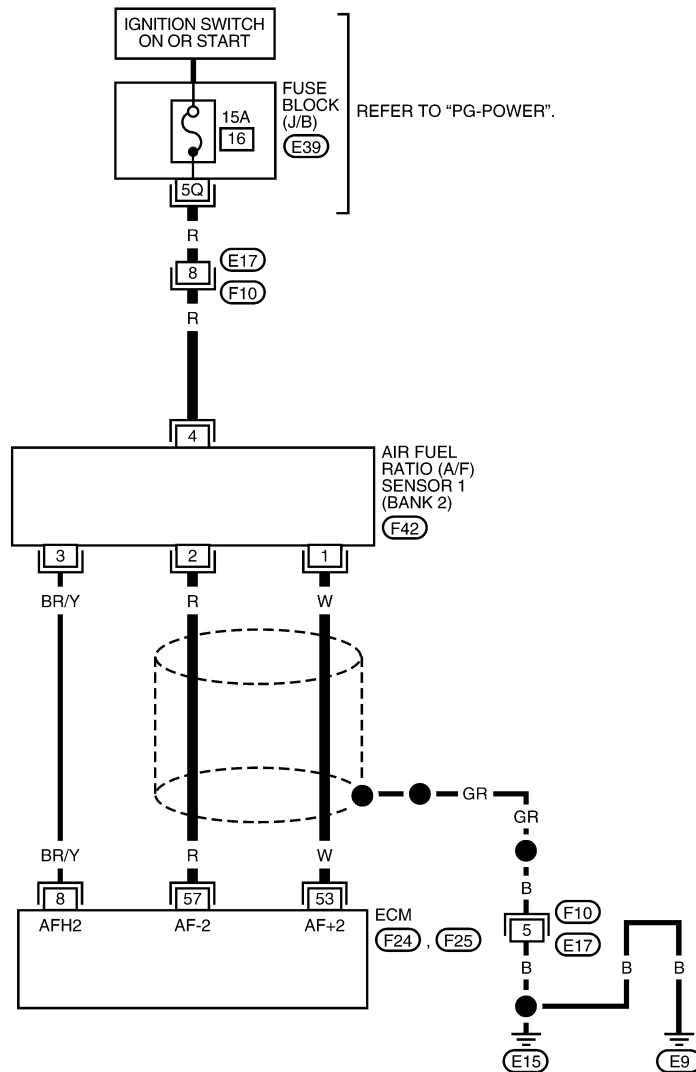 IGNITION SWITCH
ON OR START
FUSE
BLOCK
(J/B)
E39
15A
16
REFER TO “PG-POWER”.
5Q
R
8
E17
F10
R
4
AIR FUEL
RATIO (A/F)
SENSOR 1
(BANK 2)
F42
3
2
1
BR/Y
R
W
GR
GR
BR/Y
R
W
B
8
57
53
AFH2
AF-2
AF+2
ECM
F24 , F25
5
F10
E17
B
B
B
E15
E9